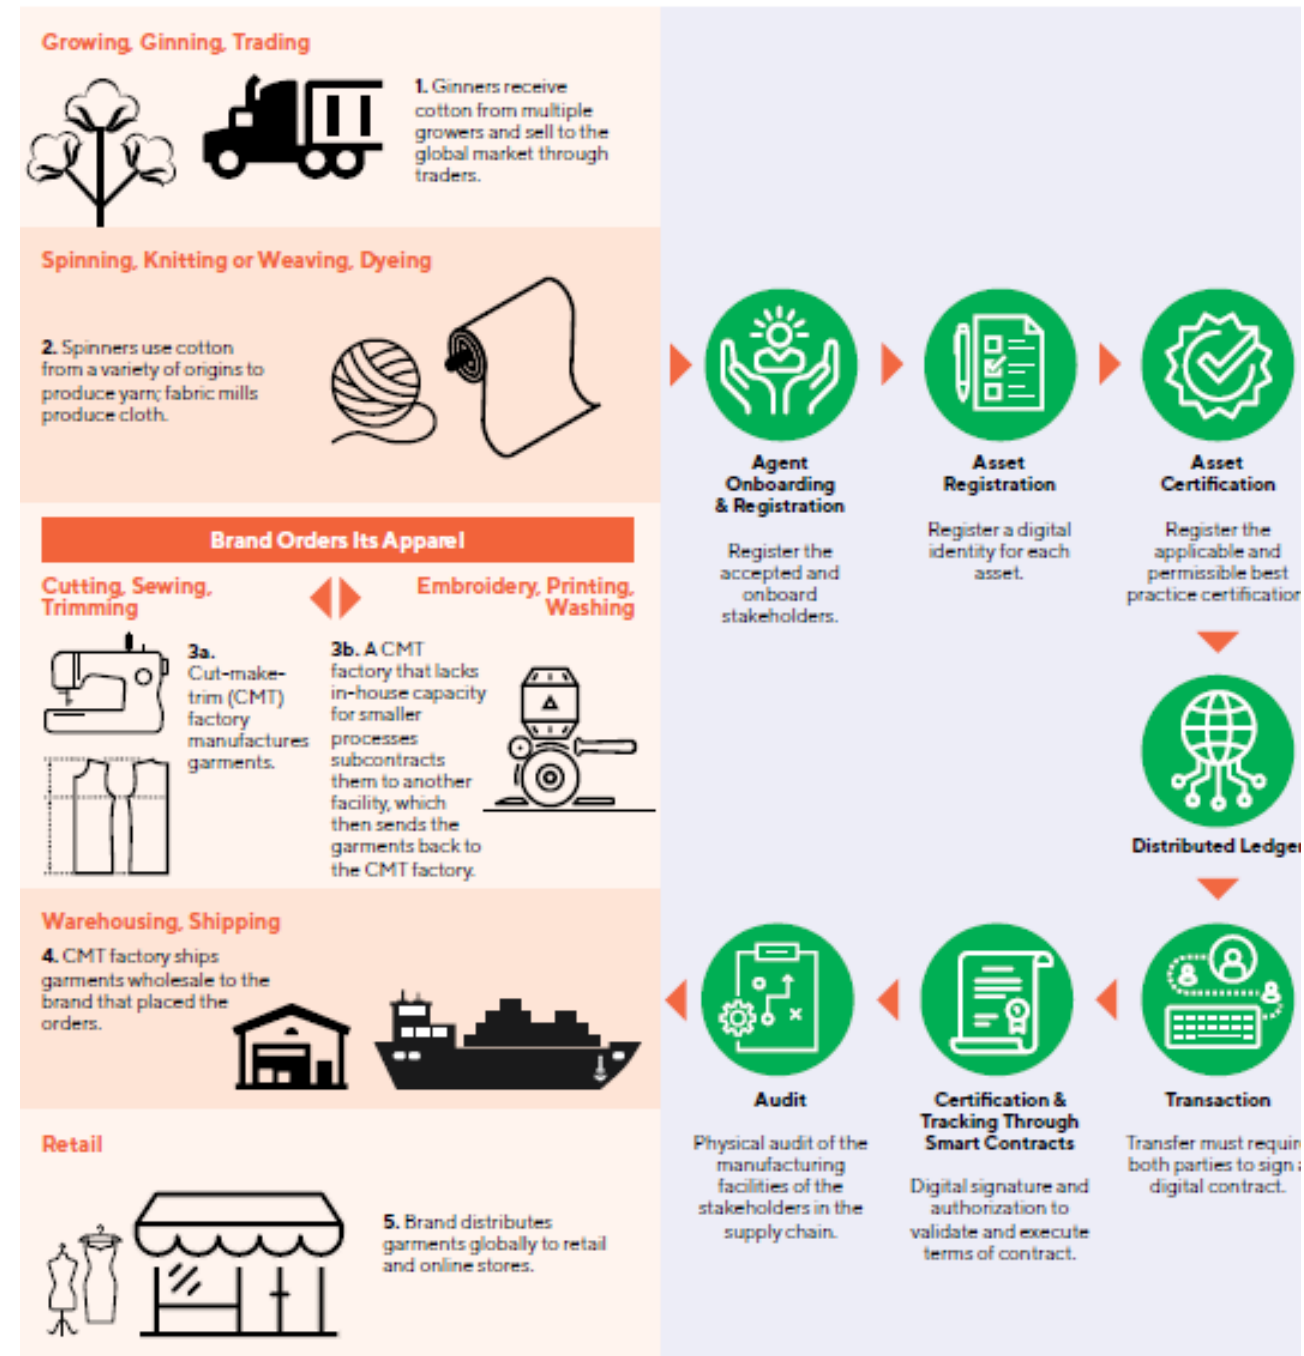 Growing, Ginning, Trading
1. Ginners receive
cotton from multiple
growers and sell to the
global market through
traders.
Spinning, Knitting or Weaving, Dyeing
2. Spinners use cotton
from a variety of origins to
produce yarn; fabric mills
produce cloth.
Brand Orders Its Apparel
Cutting, Sewing,
Trimming
3a.
Cut-make-
trim (CMT)
factory
manufactures
garments.
Embroidery, Printing,
Washing
3b. A CMT
factory that lacks
in-house capacity
for smaller
processes
subcontracts
them to another
facility, which
then sends the
garments back to
the CMT factory.
Warehousing, Shipping
4. CMT factory ships
garments wholesale to the
brand that placed the
orders.
Retail
5. Brand distributes
garments globally to retail
and online stores.
Agent
Onboarding
& Registration
Register the
accepted and
onboard
stakeholders.
Asset
Registration
Register a digital
identity for each
asset.
Asset
Certification
Register the
applicable and
permissible best
practice certification
Distributed Ledger
Transaction
Transfer must require
both parties to sign a
digital contract.
Certification &
Tracking Through
Smart Contracts
Digital signature and
authorization to
validate and execute
terms of contract.
Audit
Physical audit of the
manufacturing
facilities of the
stakeholders in the
supply chain.